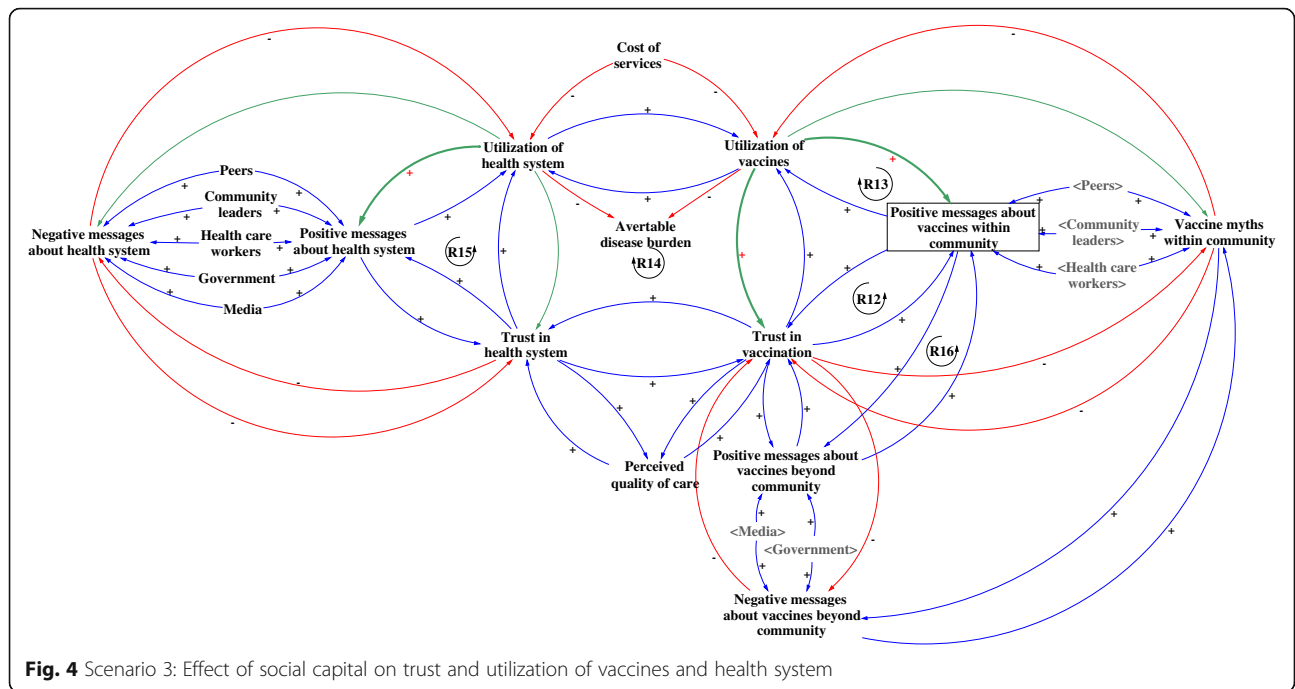 -
-
Cost of
services
-
-
+
Utilization of
health system
Utilization of
vaccines
+
+
+
R13
Peers
+
+
Community
leaders
+
+
Negative messages
about health system
Health care
workers
+
+
Positive messages
about health system
Government
+
+
Media
+
+
+
R15
+
+
-
-
Avertable
disease burden
R14
+
+
+
Positive messages about
vaccines within
community
<Peers>
+
+
<Community
leaders>
+
+
<Health care
workers>
+
+
Vaccine myths
within community
+
+
R12
+
+
Trust in
health system
Trust in
vaccination
R16
+
+
-
-
-
-
+
+
+
+
+
+
+
+
Perceived
quality of care
Positive messages about
vaccines beyond
community
+
+
<Media>
<Government>
+
+
-
-
+
+
Negative messages
about vaccines beyond
community
Fig. 4 Scenario 3: Effect of social capital on trust and utilization of vaccines and health system